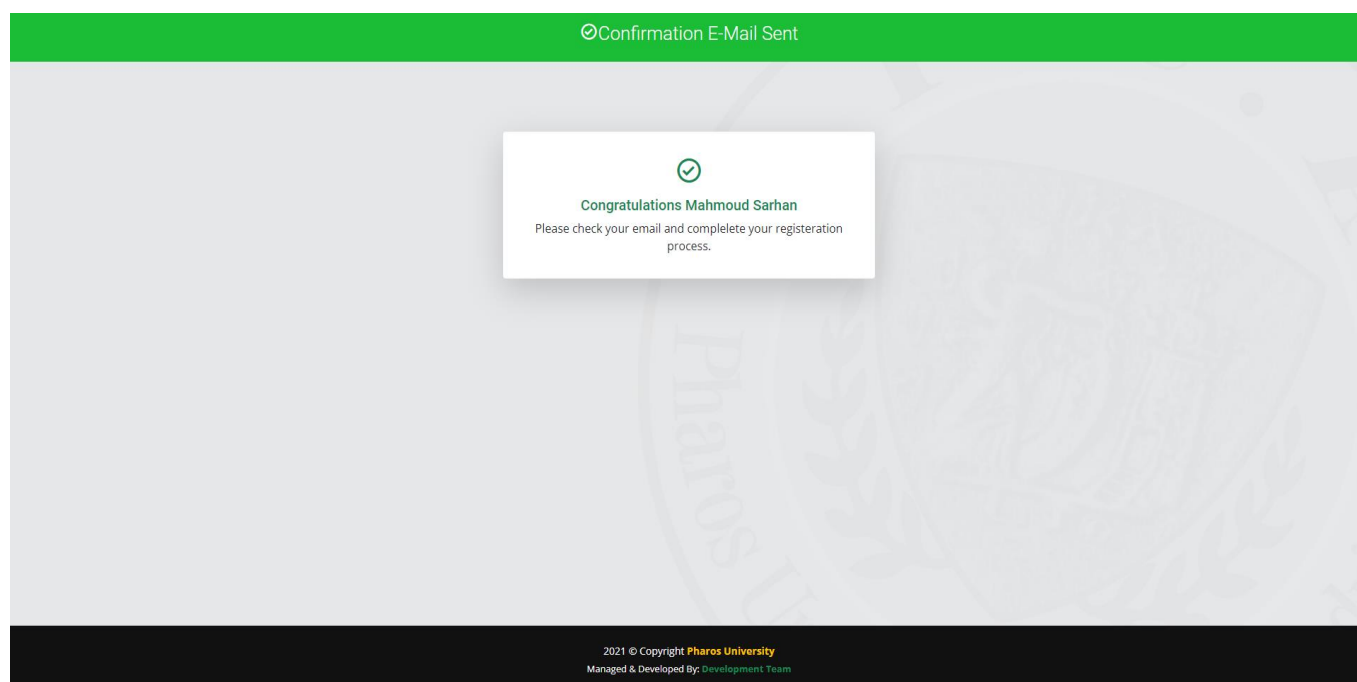 Confirmation E-Mail Sent
Congratulations Mahmoud Sarhan
Please check your email and complelete your registeration
process.
Pharos U
2021 © Copyright Pharos University
Managed & Developed By: Development Team